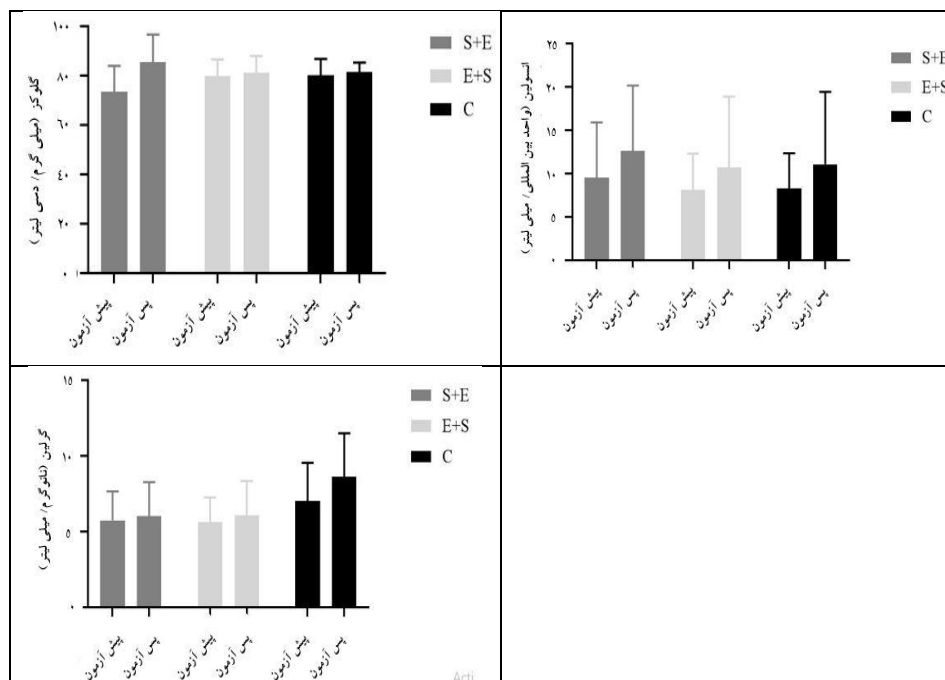 گلوکز (میلی گرم/ دسی لیتر)
۱۰۰
۸۰
۶۰
۴۰
۲۰
۰
S+E
E+S
C
پیش آزمون
پس آزمون
پیش آزمون
پس آزمون
پیش آزمون
پس آزمون
انسولین (واحد بین المللی/ میلی لیتر)
۲۵
۲۰
۱۵
۱۰
۵
۰
S+E
E+S
C
پیش آزمون
پس آزمون
پیش آزمون
پس آزمون
پیش آزمون
پس آزمون
گرلین (نانوگرم/ میلی لیتر)
۱۵
۱۰
۵
۰
S+E
E+S
C
پیش آزمون
پس آزمون
پیش آزمون
پس آزمون
پیش آزمون
پس آزمون
Acti